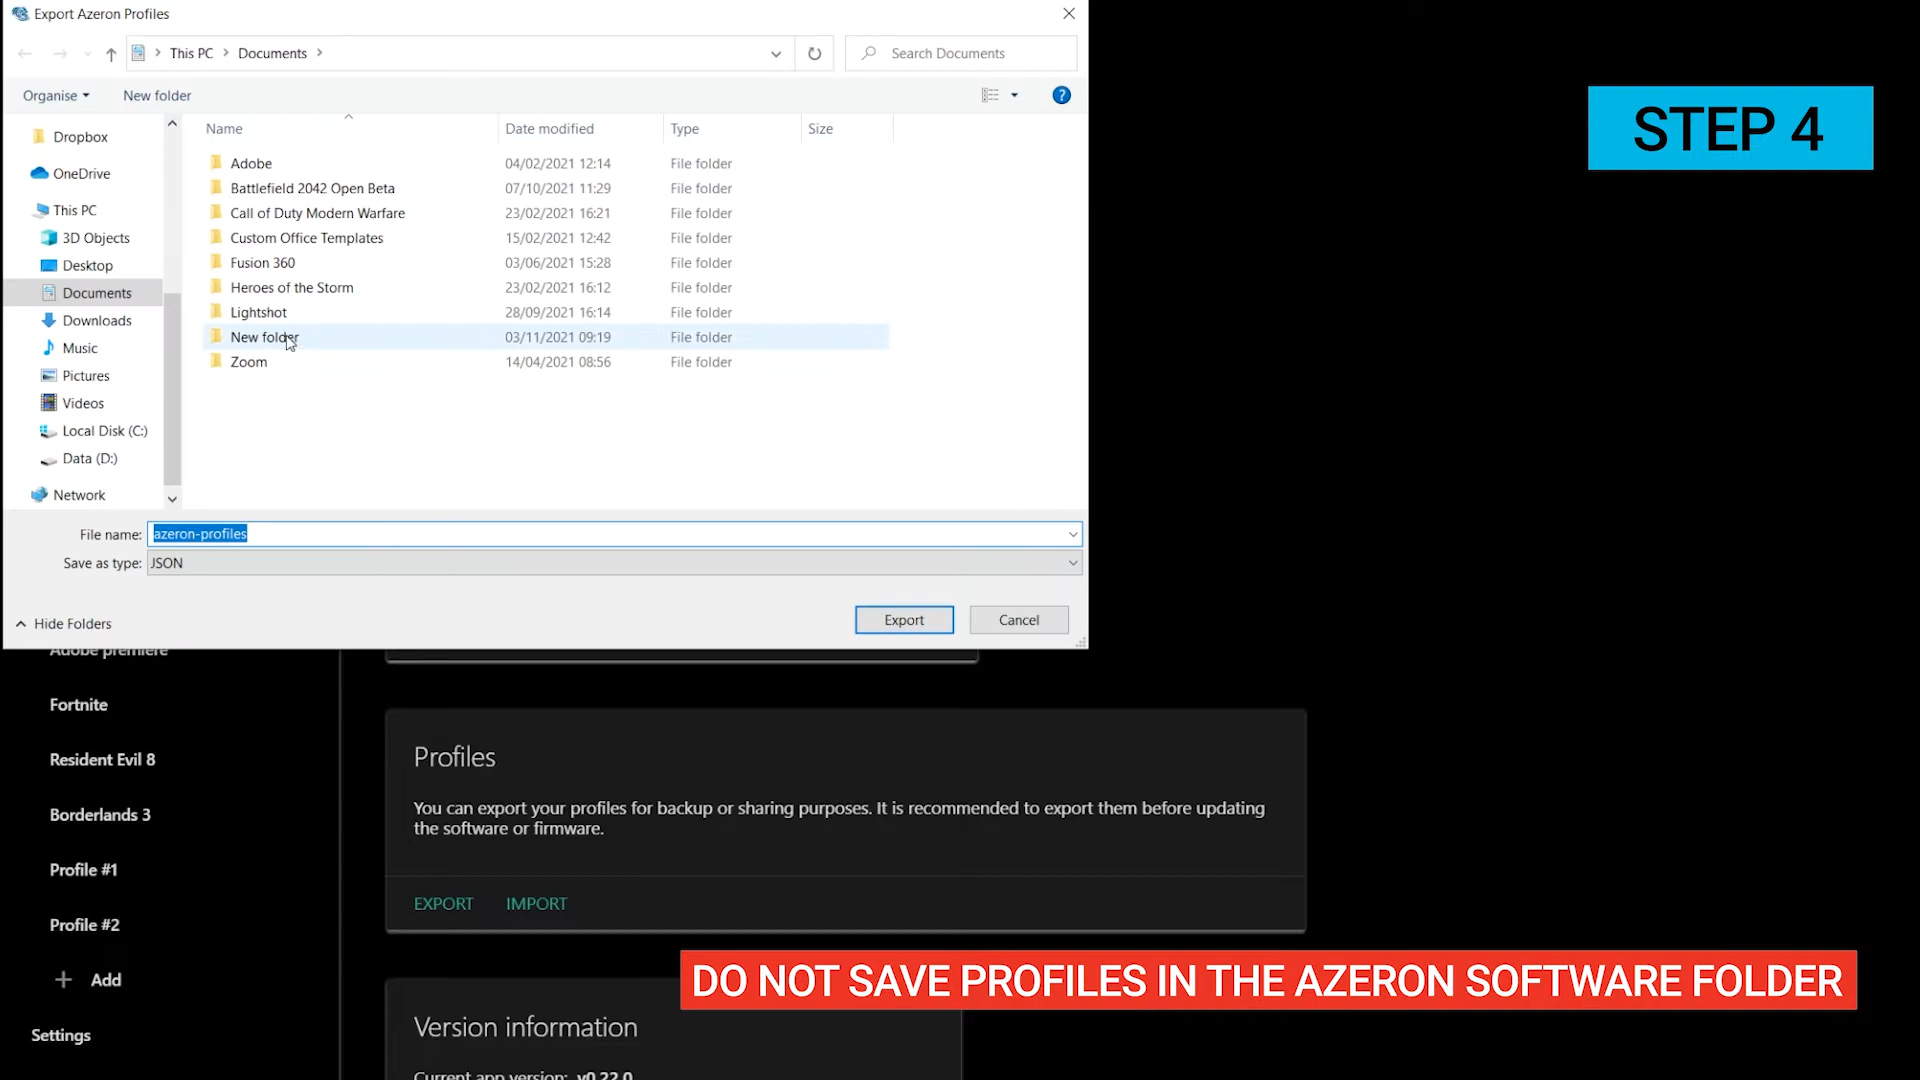 Export Azeron Profiles
This PC > Documents >
Search Documents
Organise
New folder
?
STEP 4
Name
Date modified
Type
Size
Dropbox
OneDrive
This PC
3D Objects
Desktop
Documents
Downloads
Music
Pictures
Videos
Local Disk (C:)
Data (D:)
Network
Adobe 04/02/2021 12:14 File folder
Battlefield 2042 Open Beta 07/10/2021 11:29 File folder
Call of Duty Modern Warfare 23/02/2021 16:21 File folder
Custom Office Templates 15/02/2021 12:42 File folder
Fusion 360 03/06/2021 15:28 File folder
Heroes of the Storm 23/02/2021 16:12 File folder
Lightshot 28/09/2021 16:14 File folder
New folder 03/11/2021 09:19 File folder
Zoom 14/04/2021 08:56 File folder
File name: azeron-profiles
Save as type: JSON
Hide Folders
Export
Cancel
Adobe premiere
Fortnite
Resident Evil 8
Borderlands 3
Profile #1
Profile #2
+ Add
Settings
Profiles
You can export your profiles for backup or sharing purposes. It is recommended to export them before updating
the software or firmware.
EXPORT IMPORT
DO NOT SAVE PROFILES IN THE AZERON SOFTWARE FOLDER
Version information
Current app version: v0.22.0